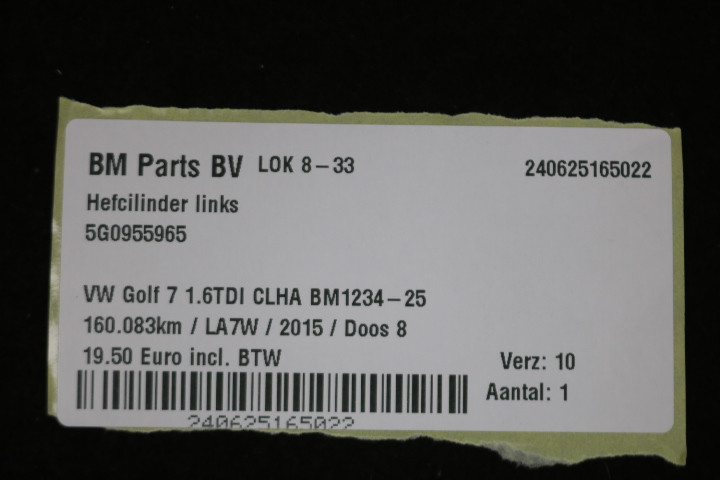 BM Parts BV LOK 8-33 240625165022
Hefcilinder links
5G0955965
VW Golf 7 1.6TDI CLHA BM1234-25
160.083km / LA7W / 2015 / Doos 8
19.50 Euro incl. BTW Verz: 10
Aantal: 1
240625165022